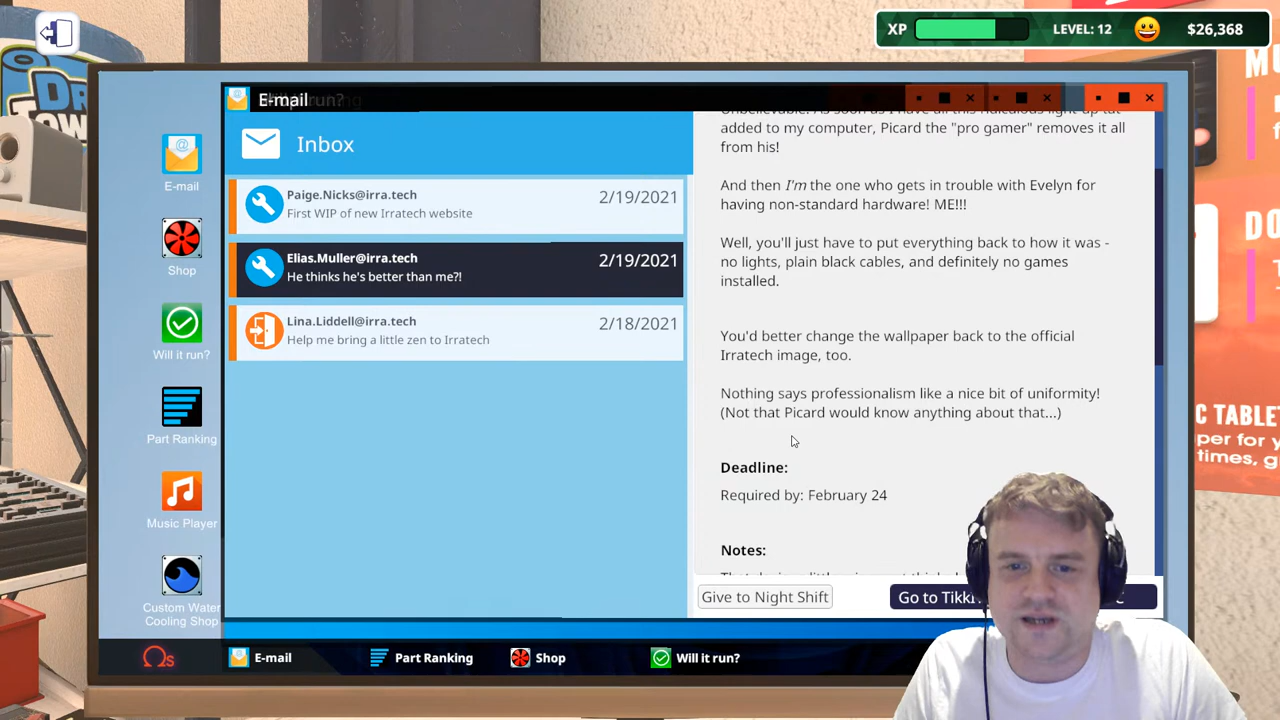 XP
LEVEL: 12
$26,368
E-mail
Inbox
Paige.Nicks@irra.tech
2/19/2021
First WIP of new Irratech website
Elias.Muller@irra.tech
2/19/2021
He thinks he's better than me?!
Lina.Liddell@irra.tech
2/18/2021
Help me bring a little zen to Irratech
added to my computer, Picard the "pro gamer" removes it all
from his!
And then I'm the one who gets in trouble with Evelyn for
having non-standard hardware! ME!!!
Well, you'll just have to put everything back to how it was -
no lights, plain black cables, and definitely no games
installed.
You'd better change the wallpaper back to the official
Irratech image, too.
Nothing says professionalism like a nice bit of uniformity!
(Not that Picard would know anything about that...)
Deadline:
Required by: February 24
Notes:
Give to Night Shift
Go to
E-mail
Shop
Will it run?
Part Ranking
Music Player
Custom Water
Cooling Shop
E-mail
Part Ranking
Shop
Will it run?